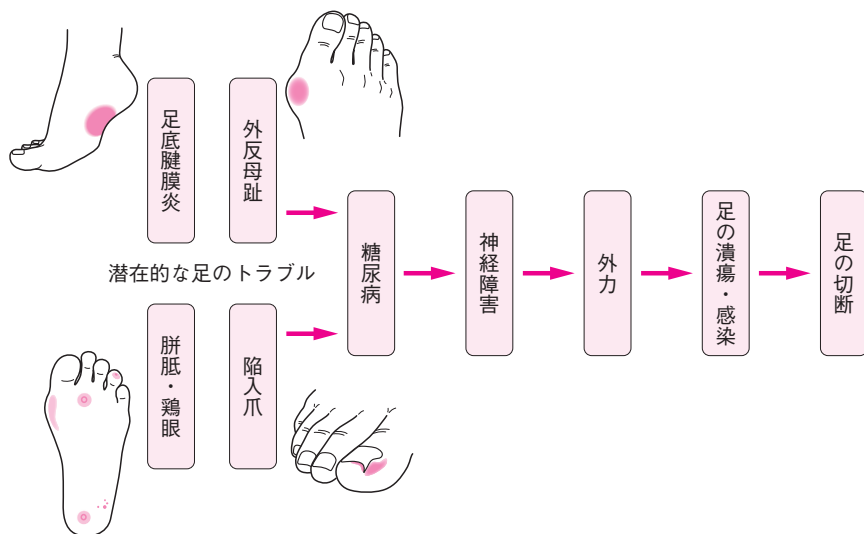 足底腱膜炎
外反母趾
潜在的な足のトラブル
胼胝・鶏眼
陥入爪
糖尿病
神経障害
外力
足の潰瘍・感染
足の切断